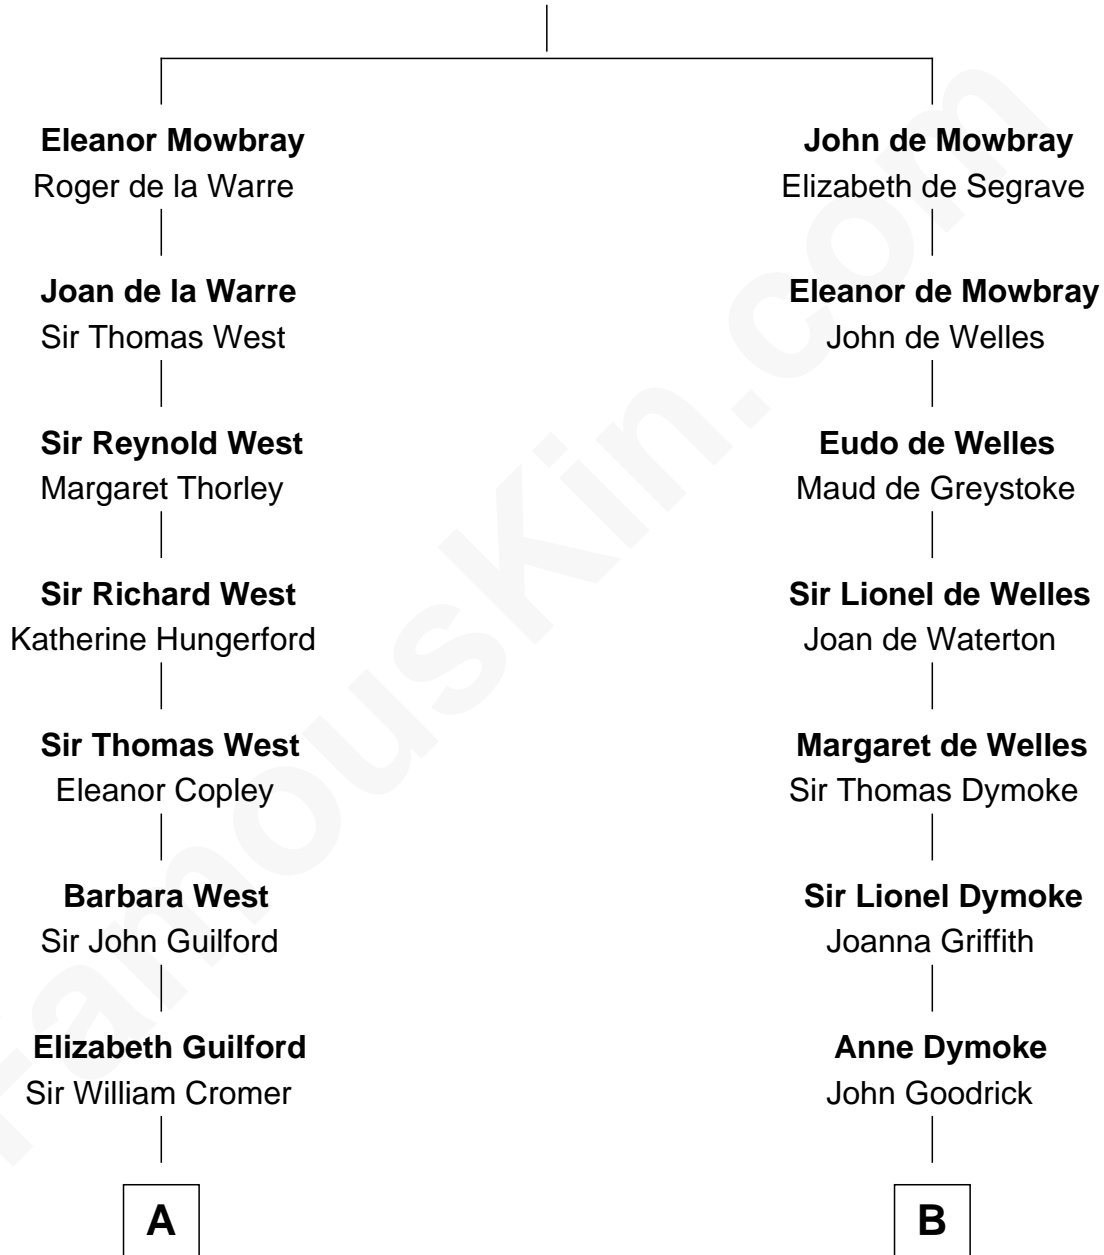 Eleanor Mowbray
Roger de la Warre
Joan de la Warre
Sir Thomas West
Sir Reynold West
Margaret Thorley
Sir Richard West
Katherine Hungerford
Sir Thomas West
Eleanor Copley
Barbara West
Sir John Guilford
Elizabeth Guilford
Sir William Cromer
A
John de Mowbray
Elizabeth de Segrave
Eleanor de Mowbray
John de Welles
Eudo de Welles
Maud de Greystoke
Sir Lionel de Welles
Joan de Waterton
Margaret de Welles
Sir Thomas Dymoke
Sir Lionel Dymoke
Joanna Griffith
Anne Dymoke
John Goodrick
B
FamousKin.com